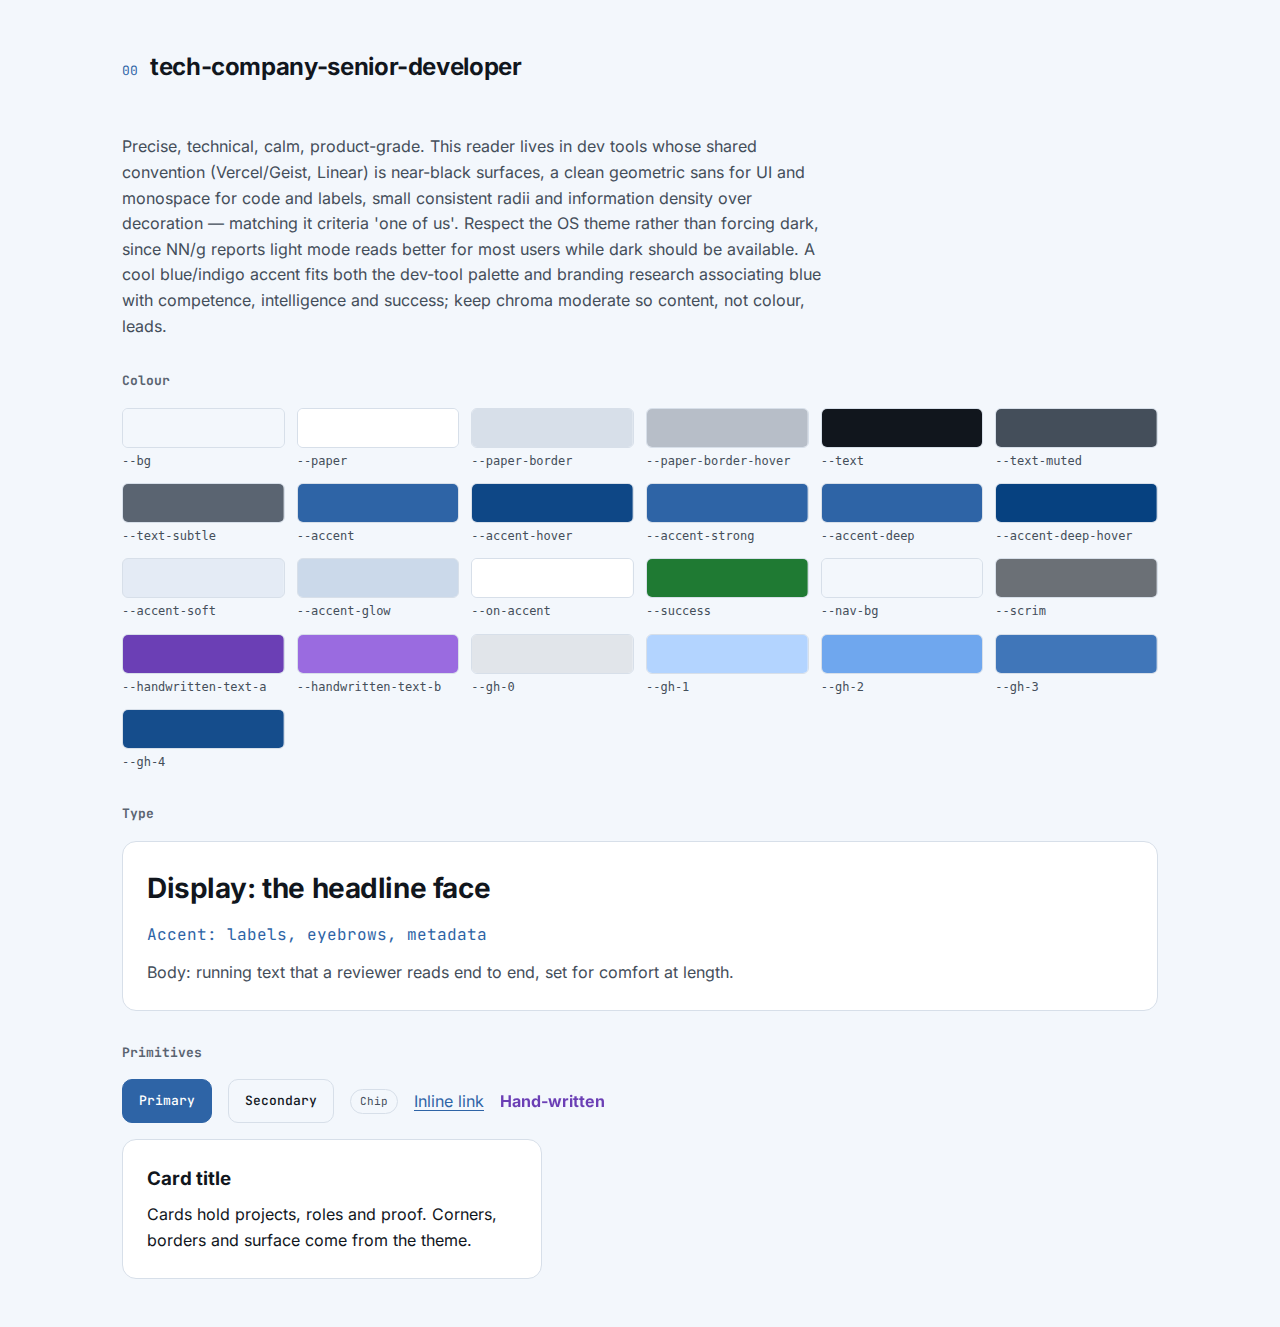 00 tech-company-senior-developer
Precise, technical, calm, product-grade. This reader lives in dev tools whose shared
convention (Vercel/Geist, Linear) is near-black surfaces, a clean geometric sans for UI and
monospace for code and labels, small consistent radii and information density over
decoration — matching it criteria 'one of us'. Respect the OS theme rather than forcing dark,
since NN/g reports light mode reads better for most users while dark should be available. A
cool blue/indigo accent fits both the dev-tool palette and branding research associating blue
with competence, intelligence and success; keep chroma moderate so content, not colour,
leads.
Colour
--bg --paper --paper-border --paper-border-hover --text --text-muted
--text-subtle --accent --accent-hover --accent-strong --accent-deep --accent-deep-hover
--accent-soft --accent-glow --on-accent --success --nav-bg --scrim
--handwritten-text-a --handwritten-text-b --gh-0 --gh-1 --gh-2 --gh-3
--gh-4
Type
Display: the headline face
Accent: labels, eyebrows, metadata
Body: running text that a reviewer reads end to end, set for comfort at length.
Primitives
Primary Secondary Chip Inline link Hand-written
Card title
Cards hold projects, roles and proof. Corners,
borders and surface come from the theme.